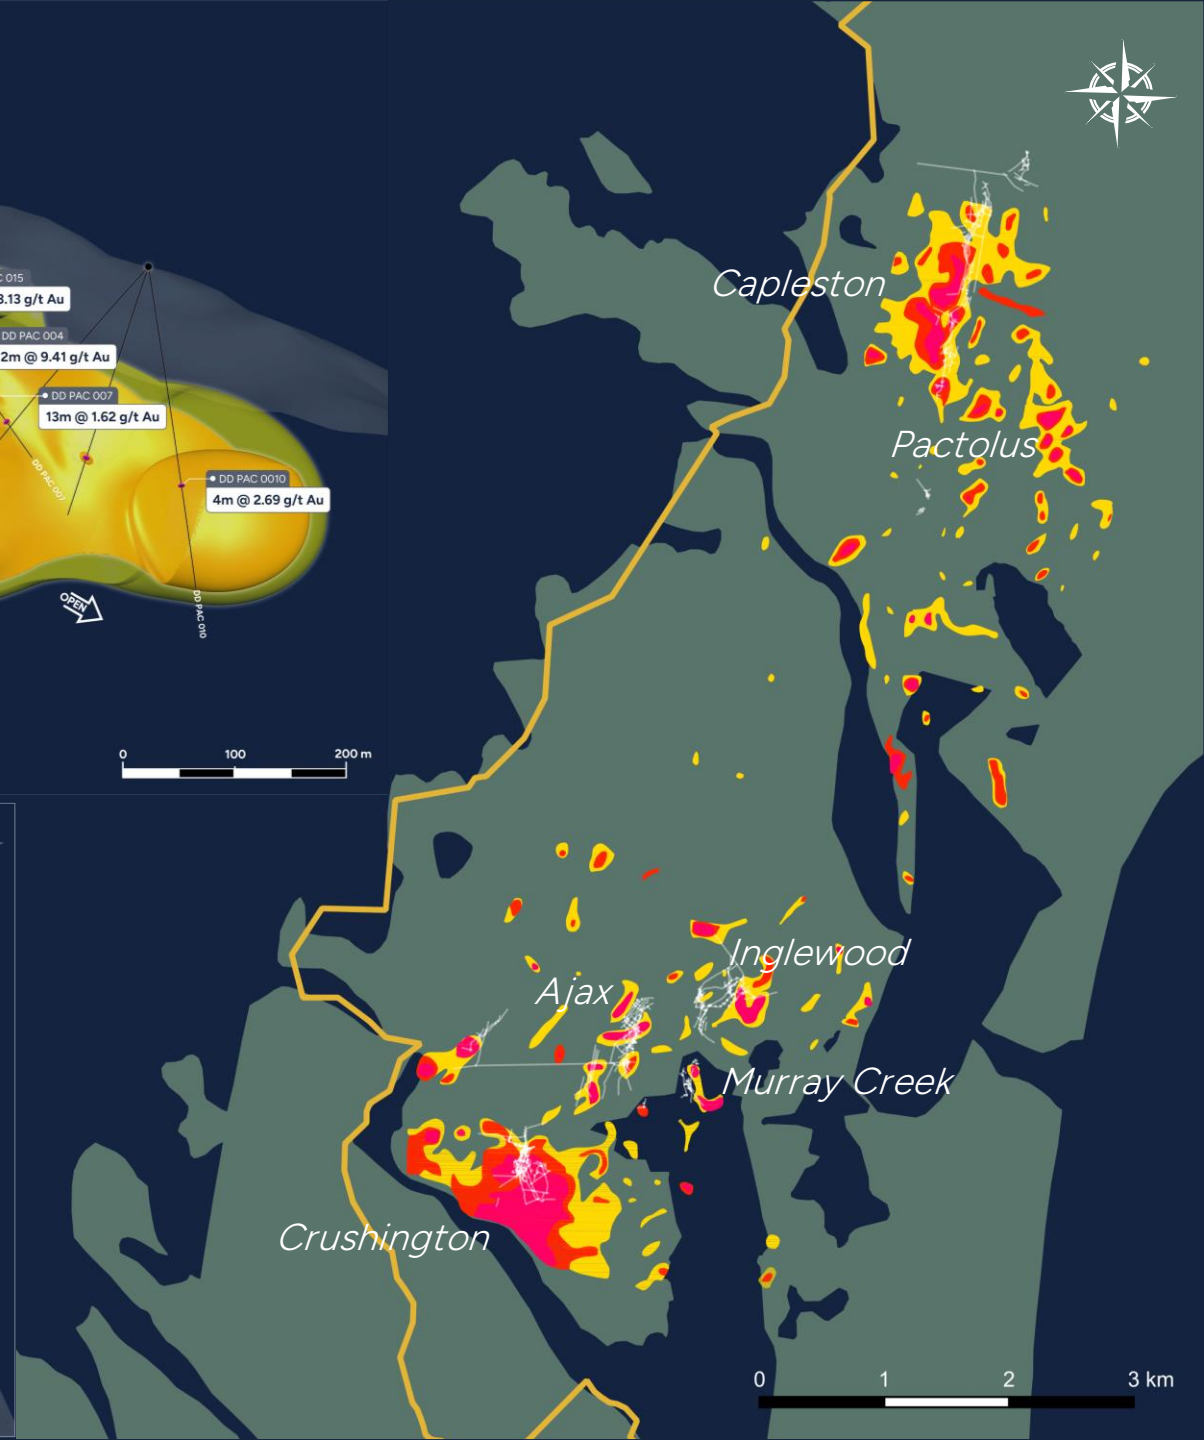 C 015
3.13 g/t Au
DD PAC 004
2m @ 9.41 g/t Au
DD PAC 007
13m @ 1.62 g/t Au
DD PAC 007
DD PAC 0010
4m @ 2.69 g/t Au
DD PAC 010
OPEN
0 100 200 m
Capleston
Pactolus
Inglewood
Ajax
Murray Creek
Crushington
0 1 2 3 km